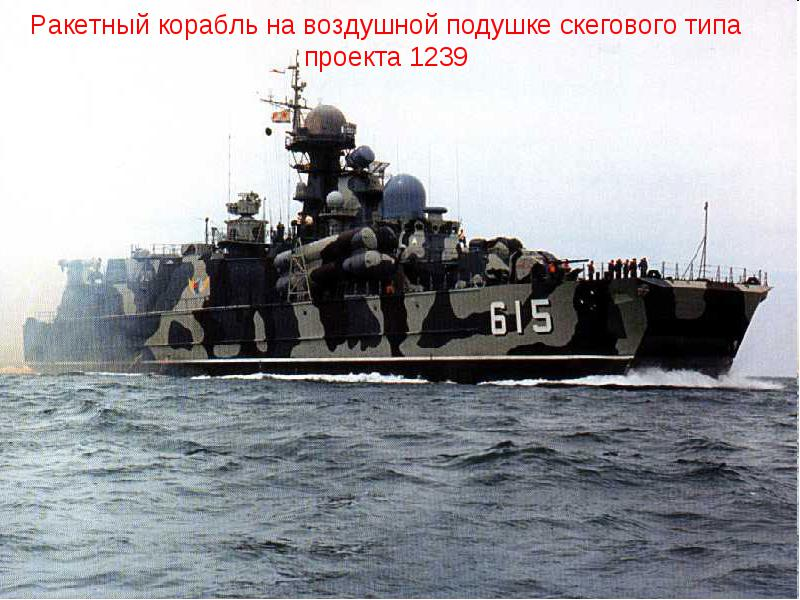 Ракетный корабль на воздушной подушке скегового типа
проекта 1239
615